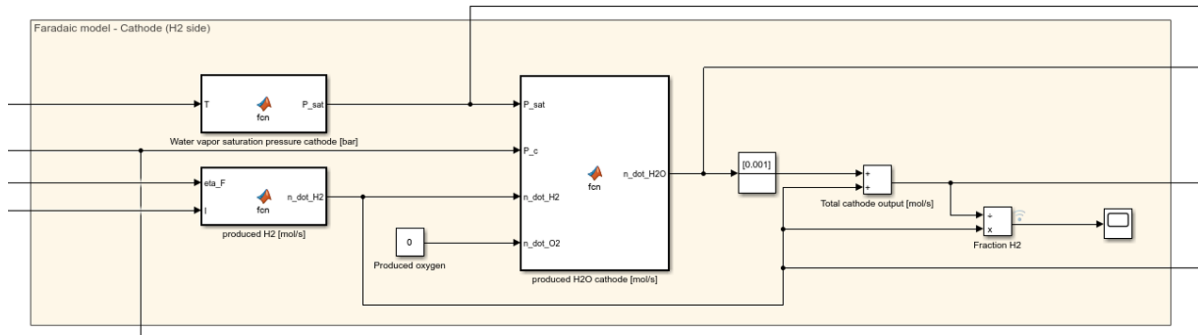 Faradaic model - Cathode (H2 side)
T
fcn
P_sat
Water vapor saturation pressure cathode [bar]
eta_F
I
fcn
n_dot_H2
produced H2 [mol/s]
0
Produced oxygen
P_sat
P_c
n_dot_H2
n_dot_O2
fcn
n_dot_H2O
produced H2O cathode [mol/s]
[0.001]
+
+
Total cathode output [mol/s]
÷
x
Fraction H2